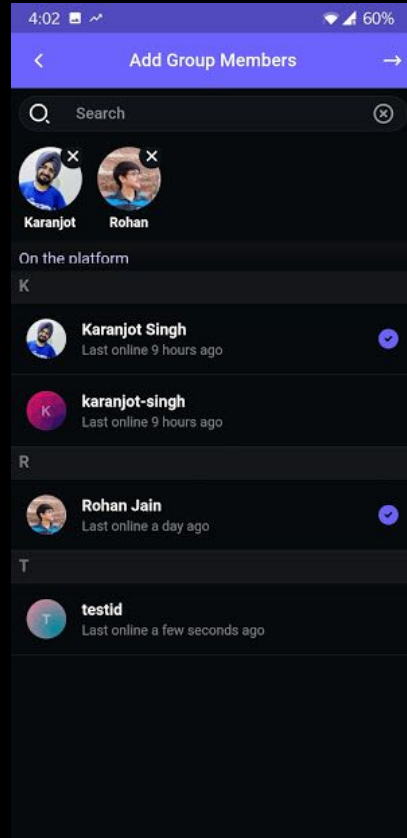 4:02 60%
Add Group Members
Search
Karanjot Rohan
On the platform
K
Karanjot Singh
Last online 9 hours ago
K
karanjot-singh
Last online 9 hours ago
R
Rohan Jain
Last online a day ago
T
T
testid
Last online a few seconds ago